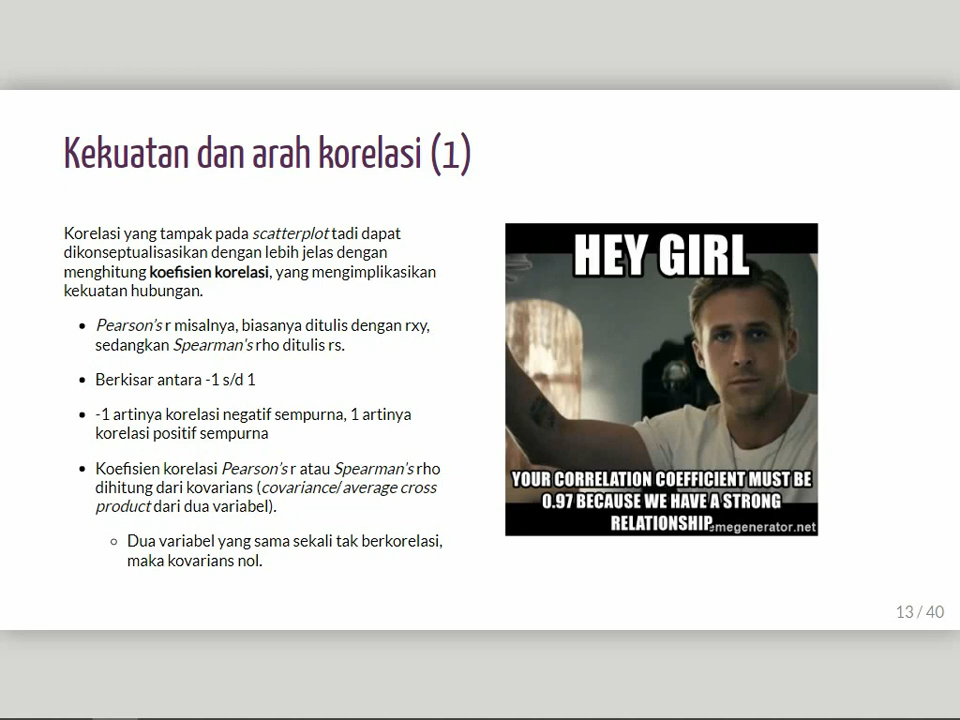 Kekuatan dan arah korelasi (1)
Korelasi yang tampak pada scatterplot tadi dapat
dikonseptualisasikan dengan lebih jelas dengan
menghitung koefisien korelasi, yang mengimplikasikan
kekuatan hubungan.
• Pearson's r misalnya, biasanya ditulis dengan rxy,
sedangkan Spearman's rho ditulis rs.
• Berkisar antara -1 s/d 1
• -1 artinya korelasi negatif sempurna, 1 artinya
korelasi positif sempurna
• Koefisien korelasi Pearson's r atau Spearman's rho
dihitung dari kovarians (covariance/average cross
product dari dua variabel).
◦ Dua variabel yang sama sekali tak berkorelasi,
maka kovarians nol.
HEY GIRL
YOUR CORRELATION COEFFICIENT MUST BE
0.97 BECAUSE WE HAVE A STRONG
RELATIONSHIP
memegenerator.net
13 / 40